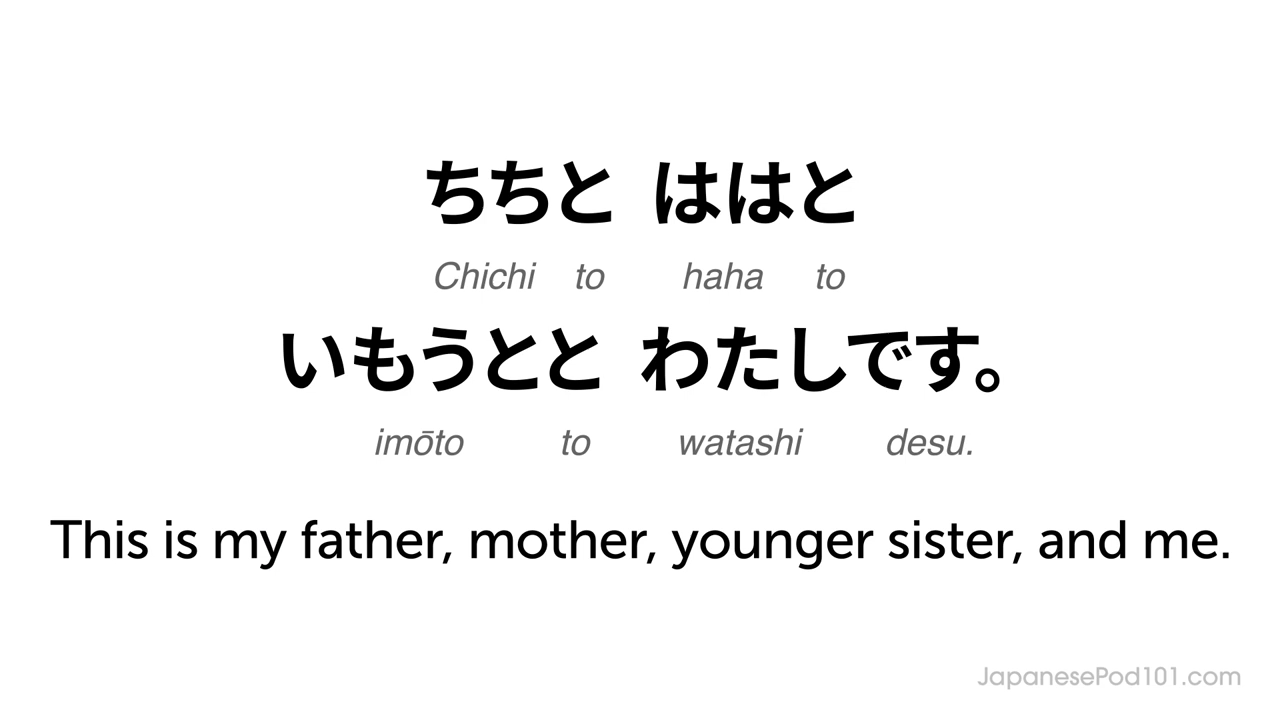 ちちと ははと
Chichi to haha to
いもうとと わたしです。
imōto to watashi desu.
This is my father, mother, younger sister, and me.
JapanesePod101.com